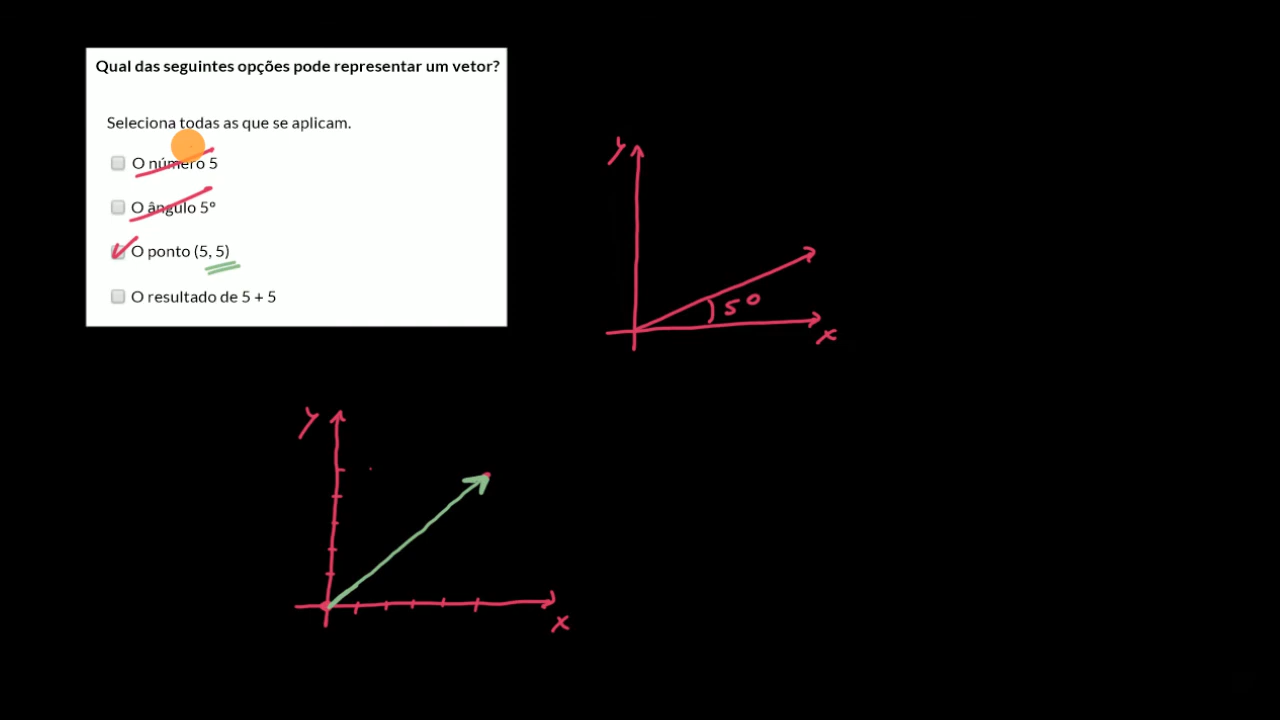 Qual das seguintes opções pode representar um vetor?
Seleciona todas as que se aplicam.
O número 5
O ângulo 5º
O ponto (5, 5)
O resultado de 5 + 5
y
5º
x
y
x